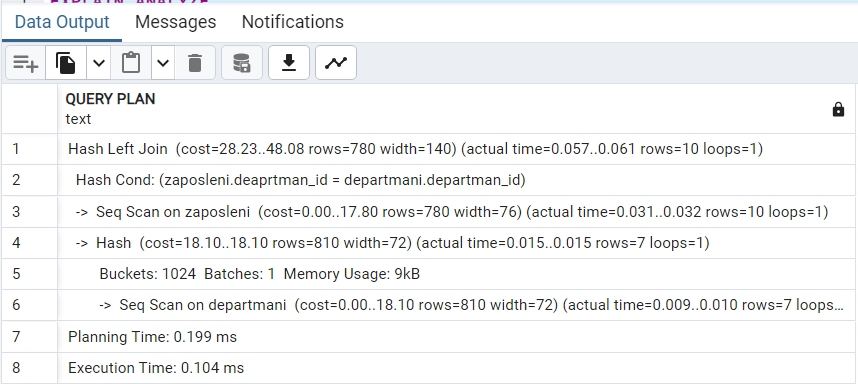 EXPLAIN ANALYZE
Data Output Messages Notifications
QUERY PLAN
text
1 Hash Left Join (cost=28.23..48.08 rows=780 width=140) (actual time=0.057..0.061 rows=10 loops=1)
2 Hash Cond: (zaposleni.deaprtman_id = departmani.departman_id)
3 -> Seq Scan on zaposleni (cost=0.00..17.80 rows=780 width=76) (actual time=0.031..0.032 rows=10 loops=1)
4 -> Hash (cost=18.10..18.10 rows=810 width=72) (actual time=0.015..0.015 rows=7 loops=1)
5 Buckets: 1024 Batches: 1 Memory Usage: 9kB
6 -> Seq Scan on departmani (cost=0.00..18.10 rows=810 width=72) (actual time=0.009..0.010 rows=7 loops...
7 Planning Time: 0.199 ms
8 Execution Time: 0.104 ms